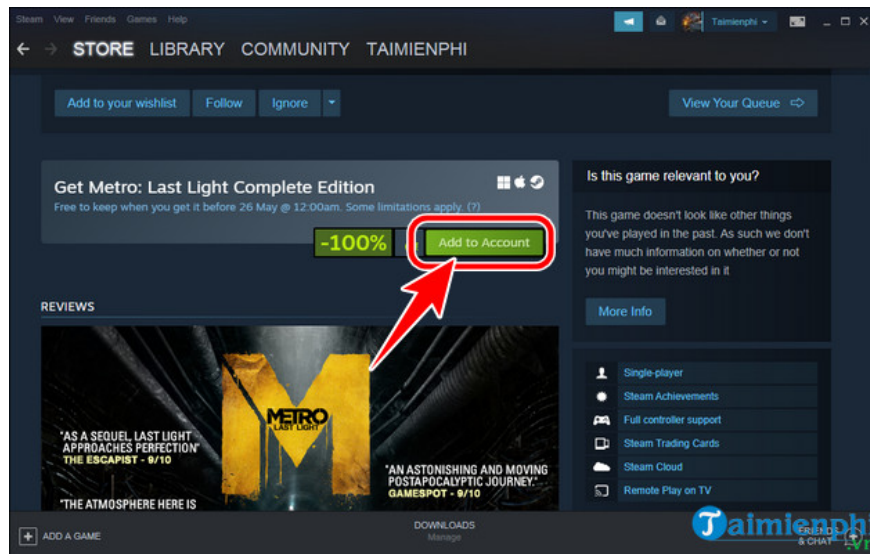 Steam View Friends Games Help
Taimienphi
STORE LIBRARY COMMUNITY TAIMIENPHI
Add to your wishlist Follow Ignore
View Your Queue
Get Metro: Last Light Complete Edition
Free to keep when you get it before 26 May @ 12:00am. Some limitations apply. (?)
-100%
Add to Account
Is this game relevant to you?
This game doesn't look like other things
you've played in the past. As such we don't
have much information on whether or not
you might be interested in it
More Info
REVIEWS
METRO
LAST LIGHT
"AS A SEQUEL, LAST LIGHT
APPROACHES PERFECTION"
THE ESCAPIST - 9/10
"AN ASTONISHING AND MOVING
POSTAPOCALYPTIC JOURNEY."
GAMESPOT - 9/10
"THE ATMOSPHERE HERE IS
Single-player
Steam Achievements
Full controller support
Steam Trading Cards
Steam Cloud
Remote Play on TV
ADD A GAME
DOWNLOADS
Manage
FRIENDS
& CHAT
Taimienphi
.vn